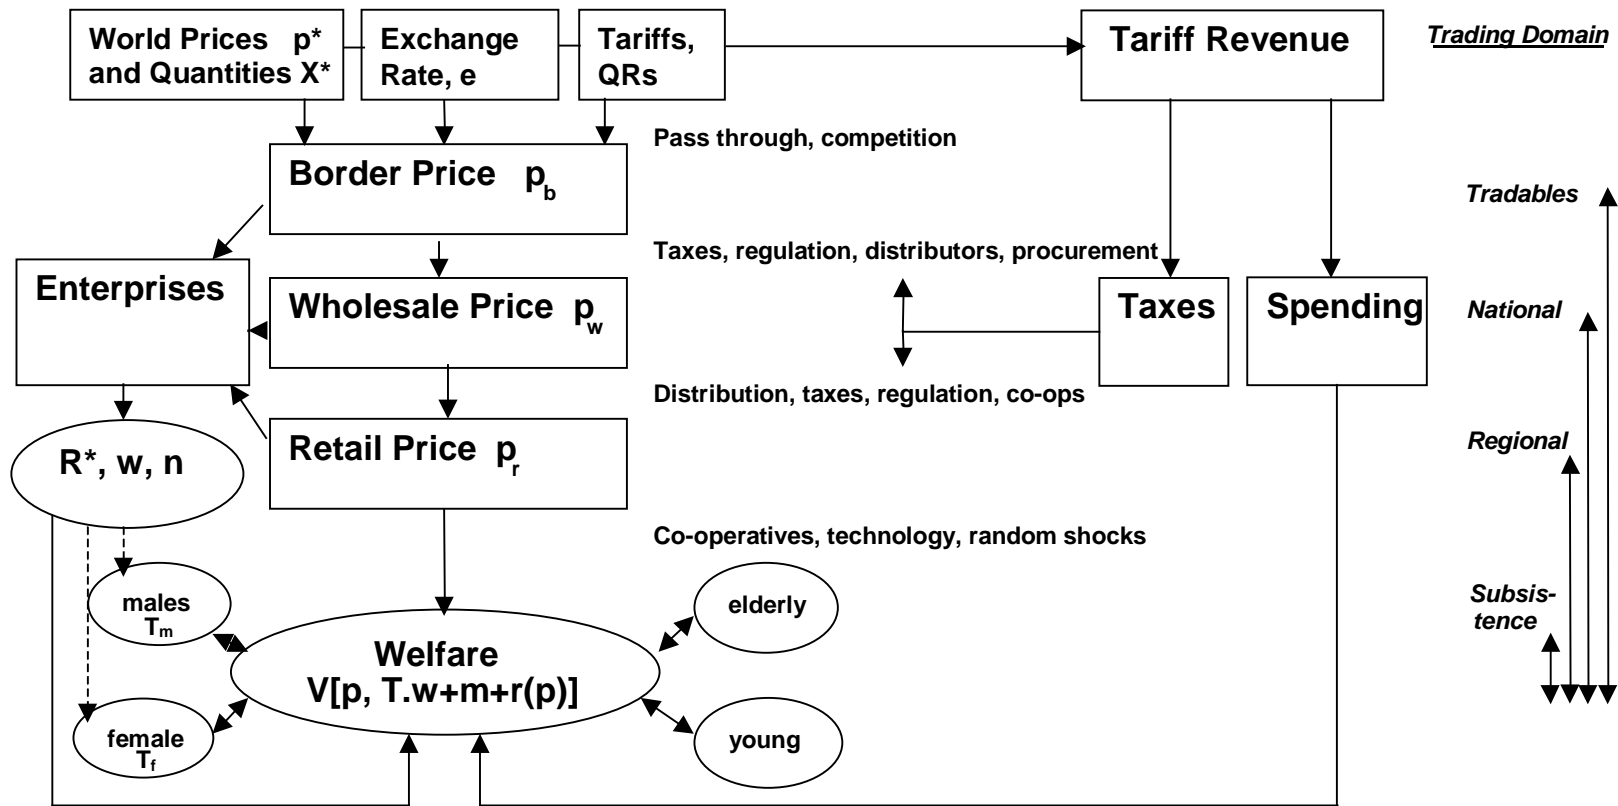 World Prices p*
and Quantities X*
Exchange
Rate, e
Tariffs,
QRs
Tariff Revenue
Trading Domain
Pass through, competition
Border Price p_b
Tradables
Taxes, regulation, distributors, procurement
Enterprises
Wholesale Price p_w
Taxes
Spending
National
Distribution, taxes, regulation, co-ops
Retail Price p_r
Regional
R*, w, n
Co-operatives, technology, random shocks
males
T_m
elderly
Subsis-
tence
Welfare
V[p, T.w+m+r(p)]
female
T_f
young